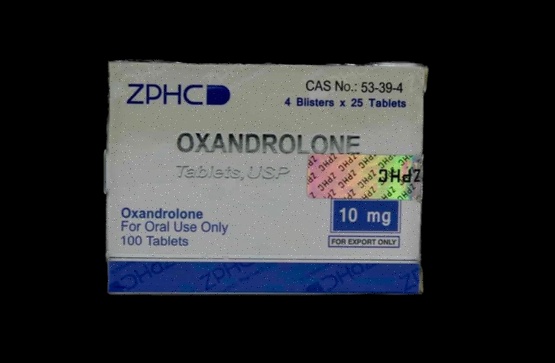 ZPHC
CAS No.: 53-39-4
4 Blisters x 25 Tablets
OXANDROLONE
Tablets, USP
ZPHC
Oxandrolone
For Oral Use Only
100 Tablets
10 mg
FOR EXPORT ONLY
ZPHC